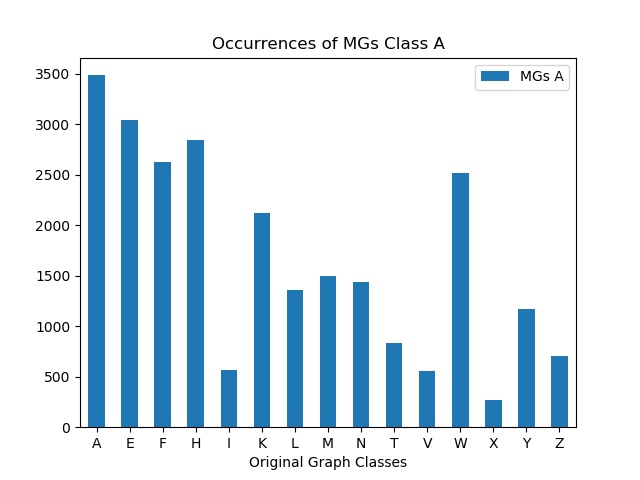 Occurrences of MGs Class A
MGs A
3500
3000
2500
2000
1500
1000
500
0
A E F H I K L M N T V W X Y Z
Original Graph Classes